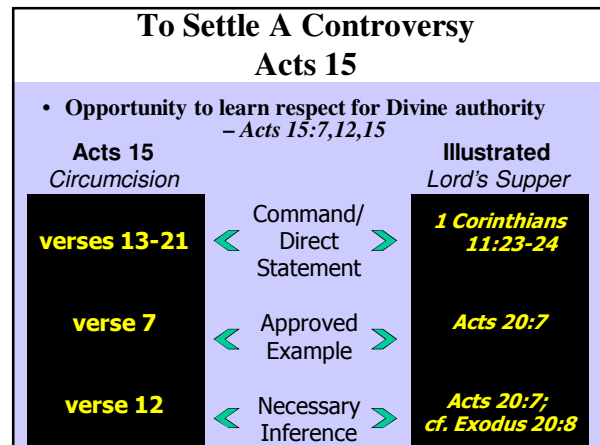 To Settle A Controversy
Acts 15
• Opportunity to learn respect for Divine authority
– Acts 15:7,12,15
Acts 15
Circumcision
Illustrated
Lord's Supper
verses 13-21
Command/
Direct
Statement
1 Corinthians
11:23-24
verse 7
Approved
Example
Acts 20:7
verse 12
Necessary
Inference
Acts 20:7;
cf. Exodus 20:8